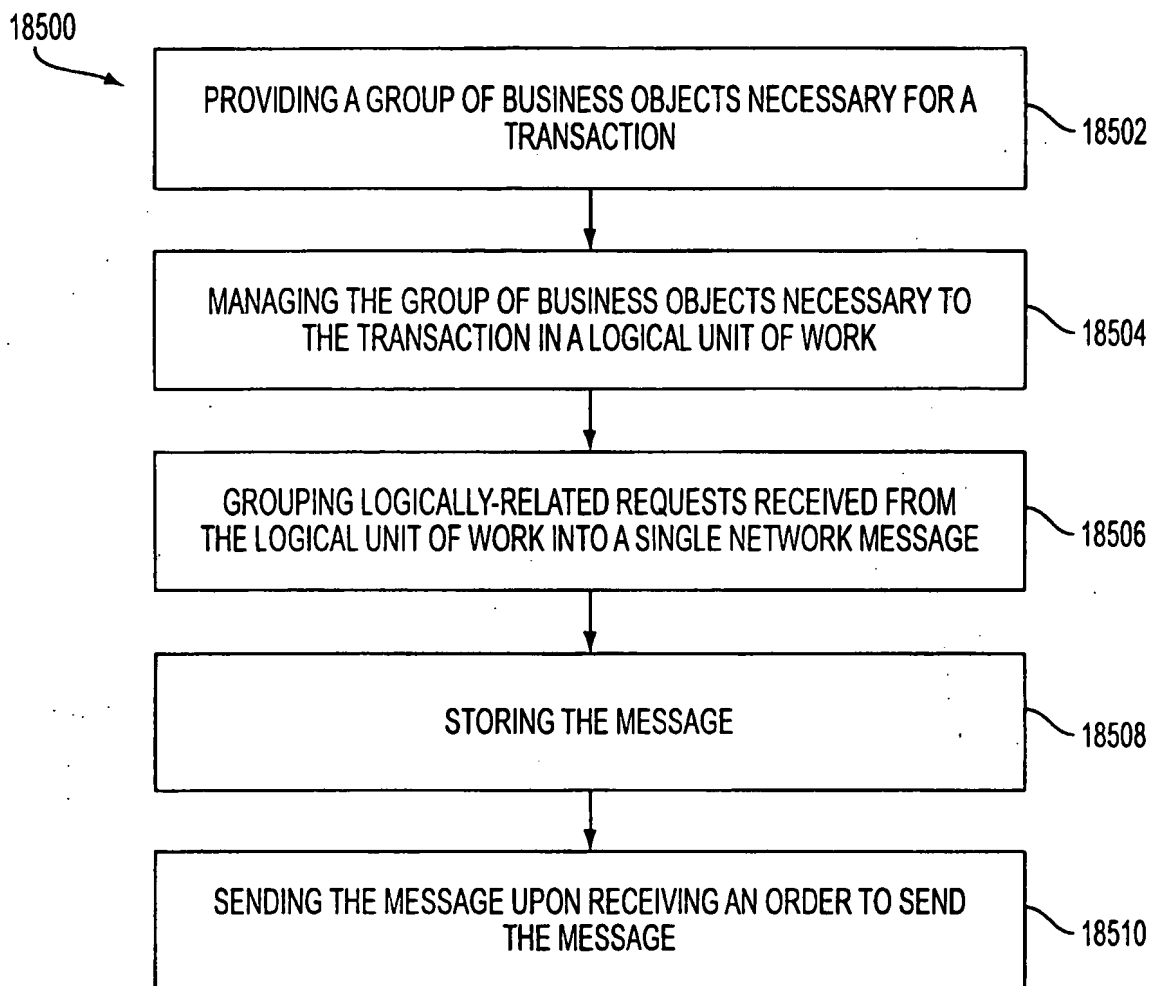 18500
PROVIDING A GROUP OF BUSINESS OBJECTS NECESSARY FOR A
TRANSACTION
18502
MANAGING THE GROUP OF BUSINESS OBJECTS NECESSARY TO
THE TRANSACTION IN A LOGICAL UNIT OF WORK
18504
GROUPING LOGICALLY-RELATED REQUESTS RECEIVED FROM
THE LOGICAL UNIT OF WORK INTO A SINGLE NETWORK MESSAGE
18506
STORING THE MESSAGE
18508
SENDING THE MESSAGE UPON RECEIVING AN ORDER TO SEND
THE MESSAGE
18510